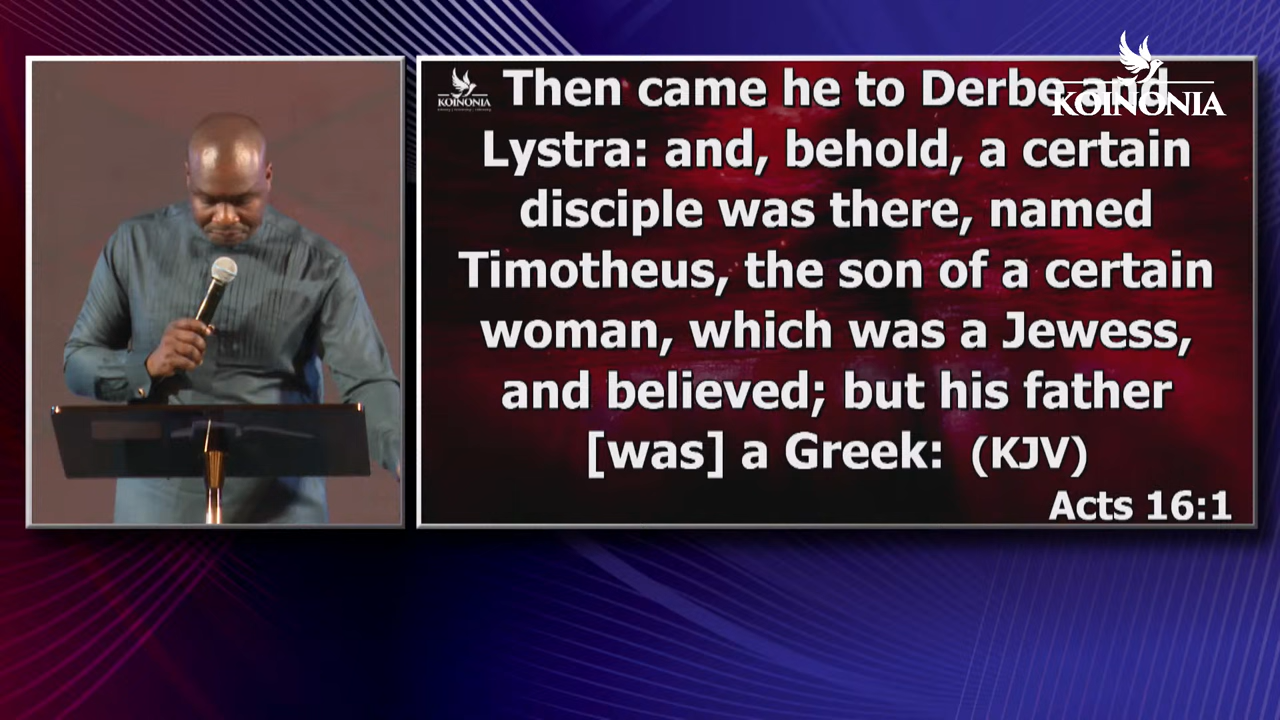 KOINONIA
Then came he to Derbe and
KOINONIA
Lystra: and, behold, a certain
disciple was there, named
Timotheus, the son of a certain
woman, which was a Jewess,
and believed; but his father
[was] a Greek: (KJV)
Acts 16:1